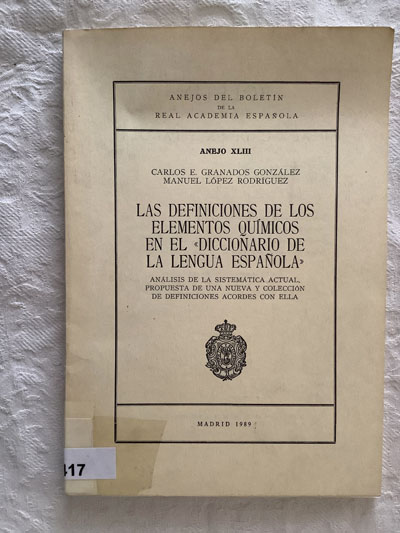 ANEJOS DEL BOLETÍN
DE LA
REAL ACADEMIA ESPAÑOLA
ANEJO XLIII
CARLOS E. GRANADOS GONZÁLEZ
MANUEL LÓPEZ RODRÍGUEZ
LAS DEFINICIONES DE LOS
ELEMENTOS QUÍMICOS
EN EL «DICCIONARIO DE
LA LENGUA ESPAÑOLA»
ANÁLISIS DE LA SISTEMÁTICA ACTUAL,
PROPUESTA DE UNA NUEVA Y COLECCIÓN
DE DEFINICIONES ACORDES CON ELLA
MADRID 1989
417